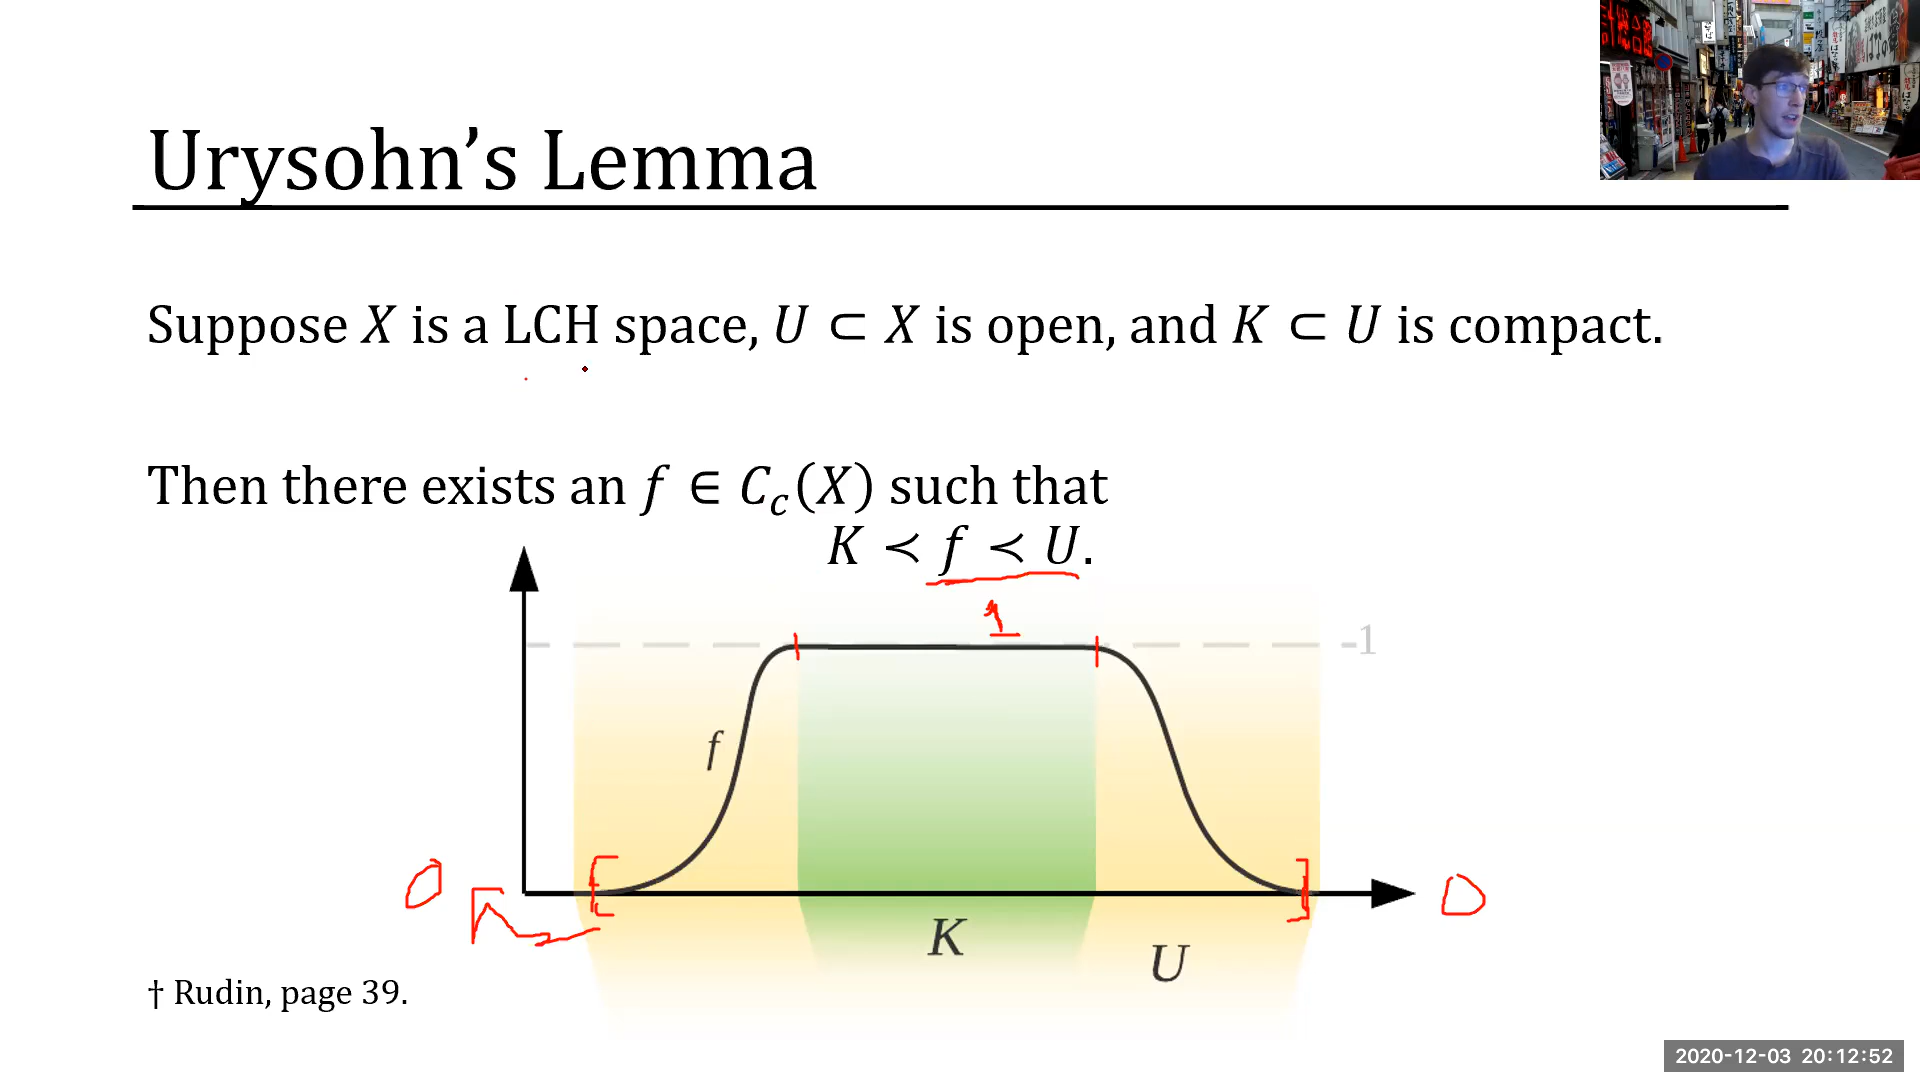 Urysohn’s Lemma
Suppose X is a LCH space, U ⊂ X is open, and K ⊂ U is compact.
Then there exists an f ∈ C_c(X) such that
K ≺ f ≺ U.
1
-1
f
0
0
K
U
† Rudin, page 39.
2020-12-03 20:12:52